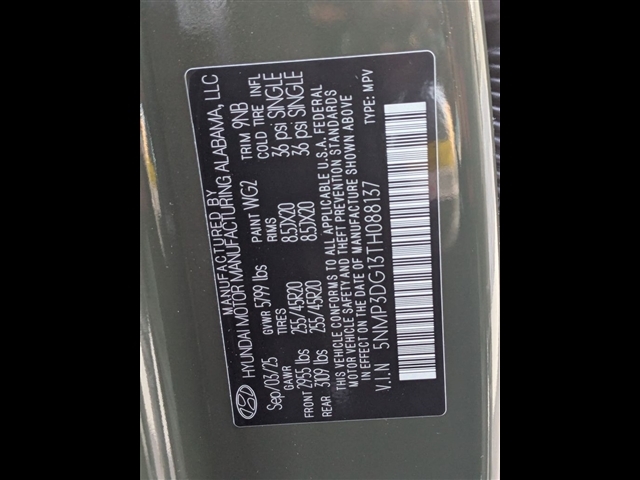 MANUFACTURED BY
HYUNDAI MOTOR MANUFACTURING ALABAMA, LLC
Sep/03/25 GVWR 5799 lbs PAINT WG2 TRIM 9NB
GAWR TIRES RIMS COLD TIRE INFL
FRONT 2955 lbs 255/45R20 8.5JX20 36 psi SINGLE
REAR 3109 lbs 255/45R20 8.5JX20 36 psi SINGLE
THIS VEHICLE CONFORMS TO ALL APPLICABLE U.S.A. FEDERAL
MOTOR VEHICLE SAFETY AND THEFT PREVENTION STANDARDS
IN EFFECT ON THE DATE OF MANUFACTURE SHOWN ABOVE
V.I.N 5NMP3DG13TH088137 TYPE: MPV